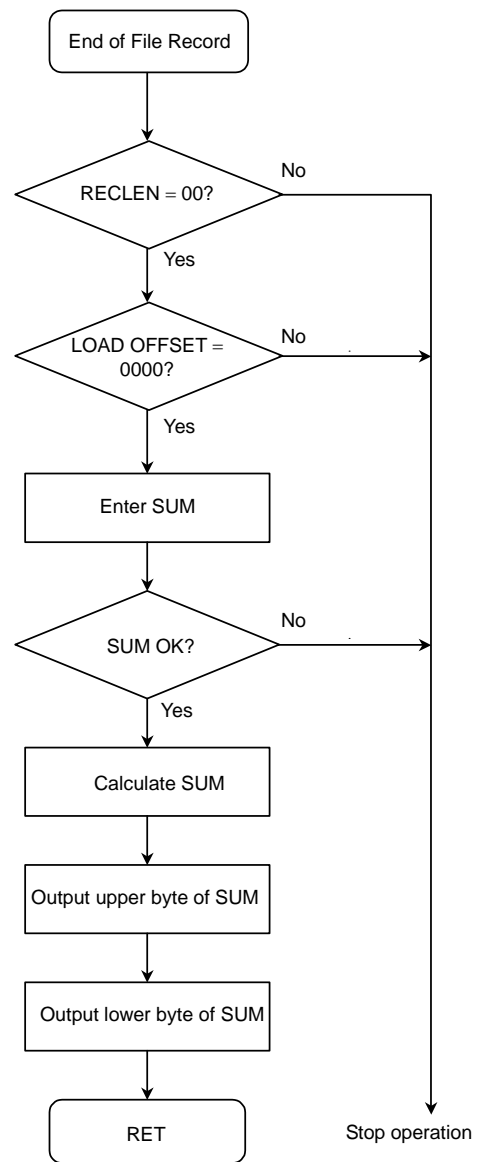 End of File Record
RECLEN = 00?
No
Yes
LOAD OFFSET =
0000?
No
Yes
Enter SUM
SUM OK?
No
Yes
Calculate SUM
Output upper byte of SUM
Output lower byte of SUM
RET
Stop operation